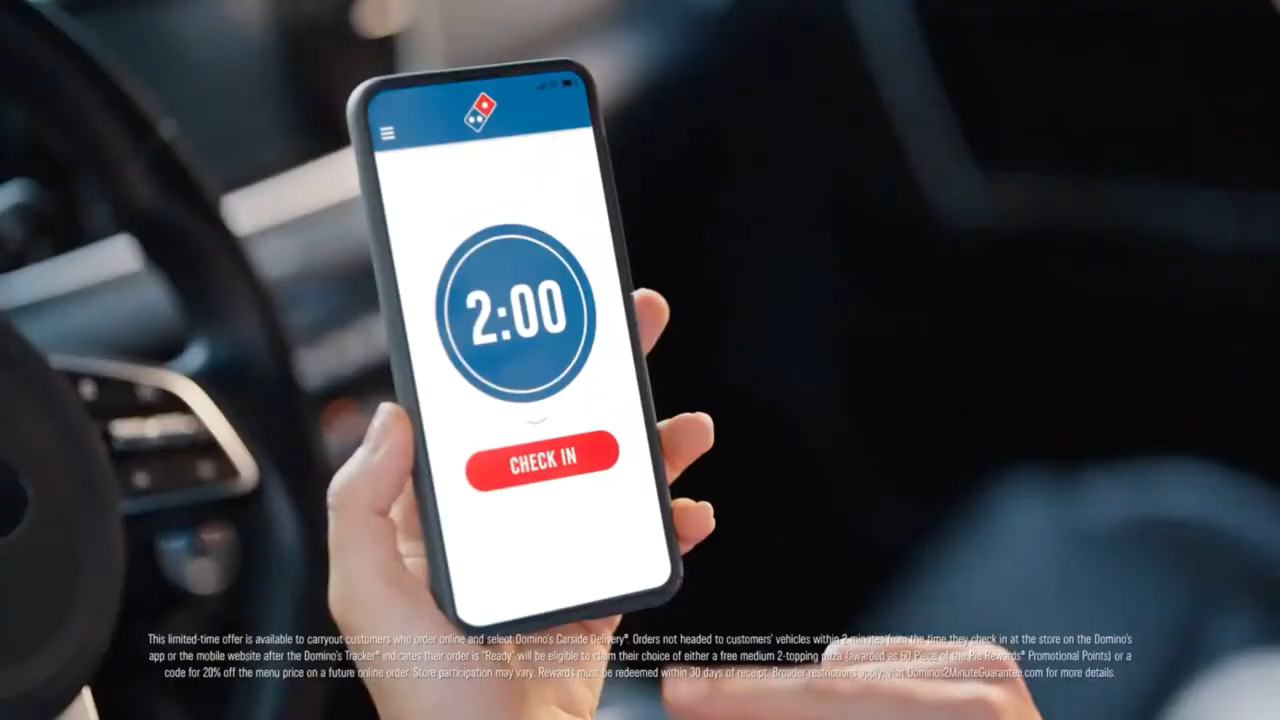 2:00
CHECK IN
This limited-time offer is available to carryout customers who order online and select Domino's Carside Delivery®. Orders not headed to customers' vehicles within 2 minutes from the time they check in at the store on the Domino's
app or the mobile website after the Domino's Tracker® indicates their order is "Ready" will be eligible to claim their choice of either a free medium 2-topping pizza (awarded as 60 Piece of the Pie Rewards® Promotional Points) or a
code for 20% off the menu price on a future online order. Store participation may vary. Rewards must be redeemed within 30 days of receipt. Broader restrictions apply; visit Dominos2MinuteGuarantee.com for more details.